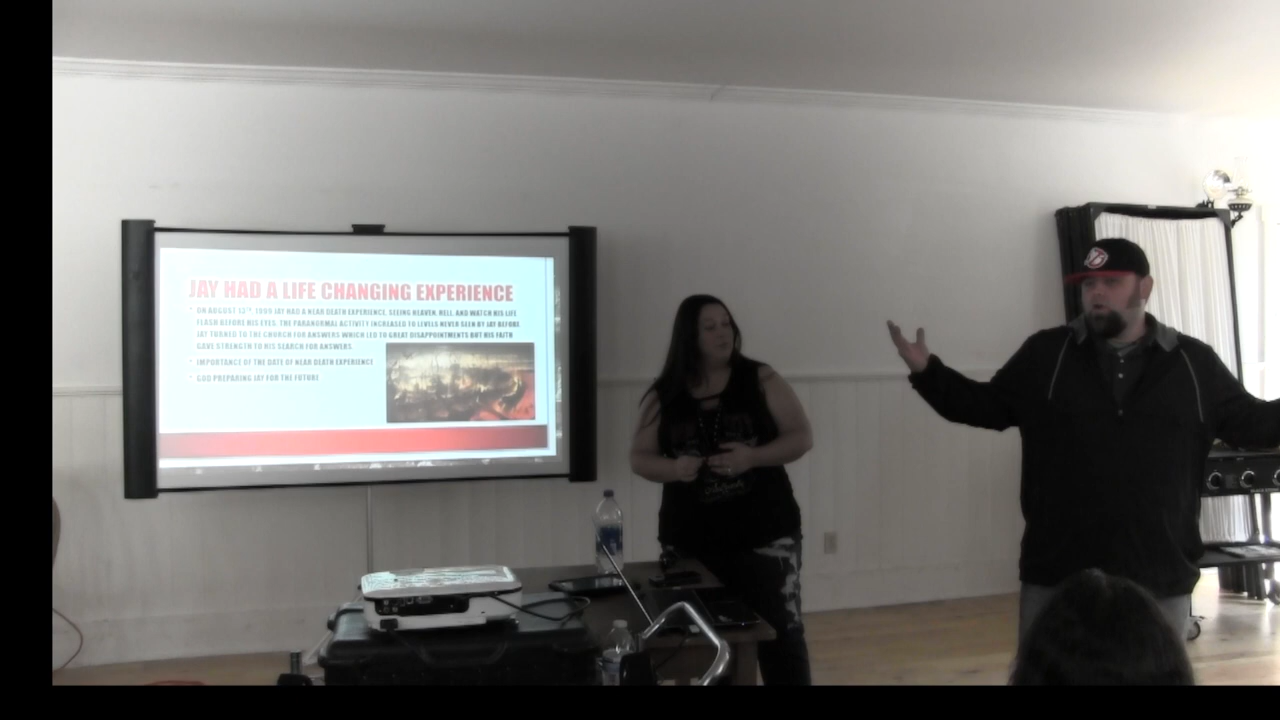 JAY HAD A LIFE CHANGING EXPERIENCE
• ON AUGUST 13TH, 1999 JAY HAD A NEAR DEATH EXPERIENCE, SEEING HEAVEN, HELL AND WATCH HIS LIFE
FLASH BEFORE HIS EYES. THE PARANORMAL ACTIVITY INCREASED TO LEVELS NEVER SEEN BY JAY BEFORE
JAY TURNED TO THE CHURCH FOR ANSWERS WHICH LED TO GREAT DISAPPOINTMENTS BUT HIS FAITH
GAVE STRENGTH TO HIS SEARCH FOR ANSWERS
• IMPORTANCE OF THE DATE OF NEAR DEATH EXPERIENCE
• GOD PREPARING JAY FOR THE FUTURE